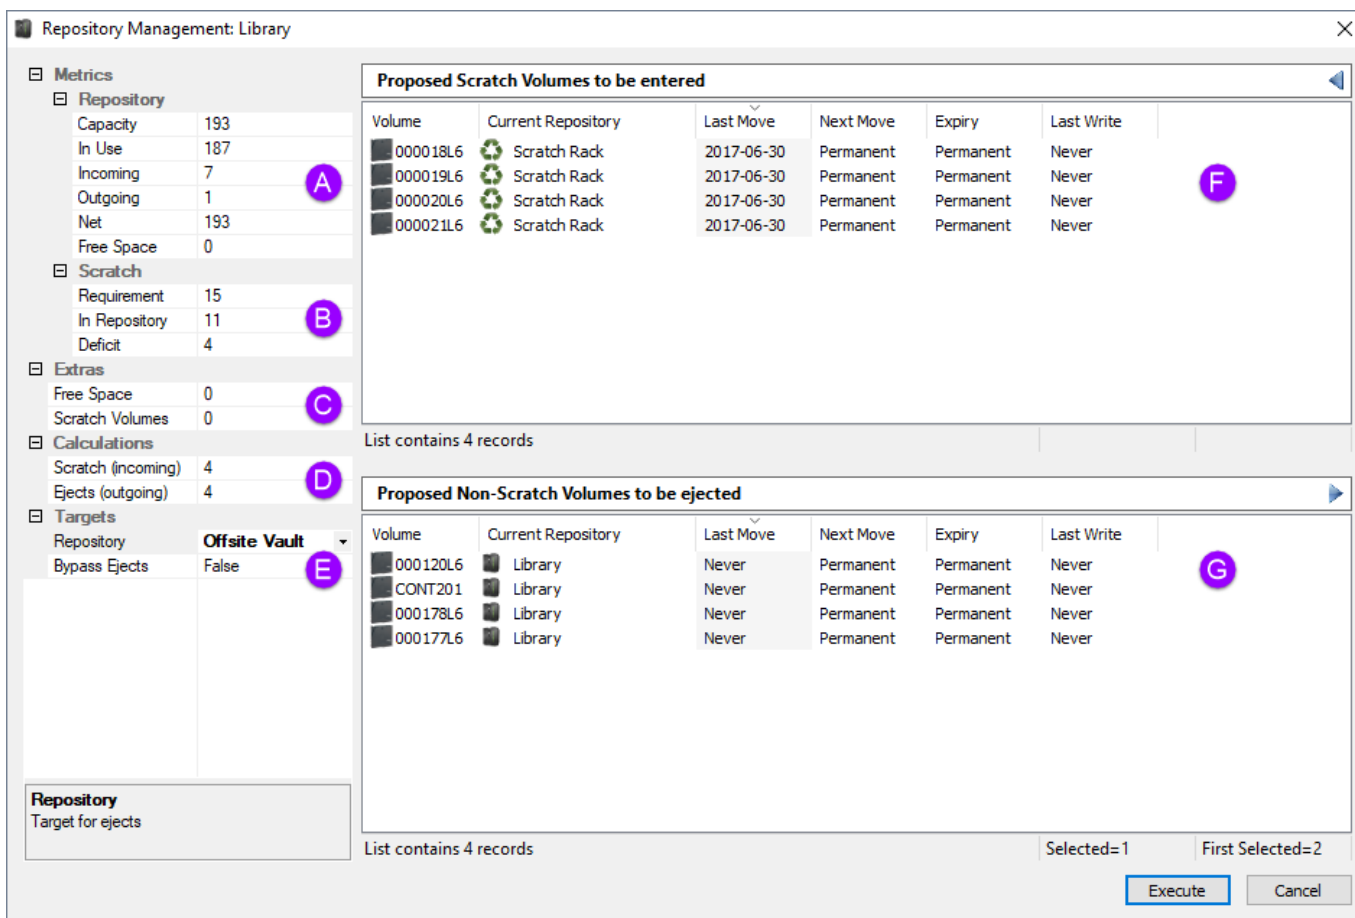 Repository Management: Library
Metrics
Repository
Capacity 193
In Use 187
Incoming 7
Outgoing 1
Net 193
Free Space 0
A
Scratch
Requirement 15
In Repository 11
Deficit 4
B
Extras
Free Space 0
Scratch Volumes 0
C
Calculations
Scratch (incoming) 4
Ejects (outgoing) 4
D
Targets
Repository Offsite Vault
Bypass Ejects False
E
Repository
Target for ejects
Proposed Scratch Volumes to be entered
Volume Current Repository Last Move Next Move Expiry Last Write
000018L6 Scratch Rack 2017-06-30 Permanent Permanent Never
000019L6 Scratch Rack 2017-06-30 Permanent Permanent Never
000020L6 Scratch Rack 2017-06-30 Permanent Permanent Never
000021L6 Scratch Rack 2017-06-30 Permanent Permanent Never
F
List contains 4 records
Proposed Non-Scratch Volumes to be ejected
Volume Current Repository Last Move Next Move Expiry Last Write
000120L6 Library Never Permanent Permanent Never
CONT201 Library Never Permanent Permanent Never
000178L6 Library Never Permanent Permanent Never
000177L6 Library Never Permanent Permanent Never
G
List contains 4 records Selected=1 First Selected=2
Execute Cancel